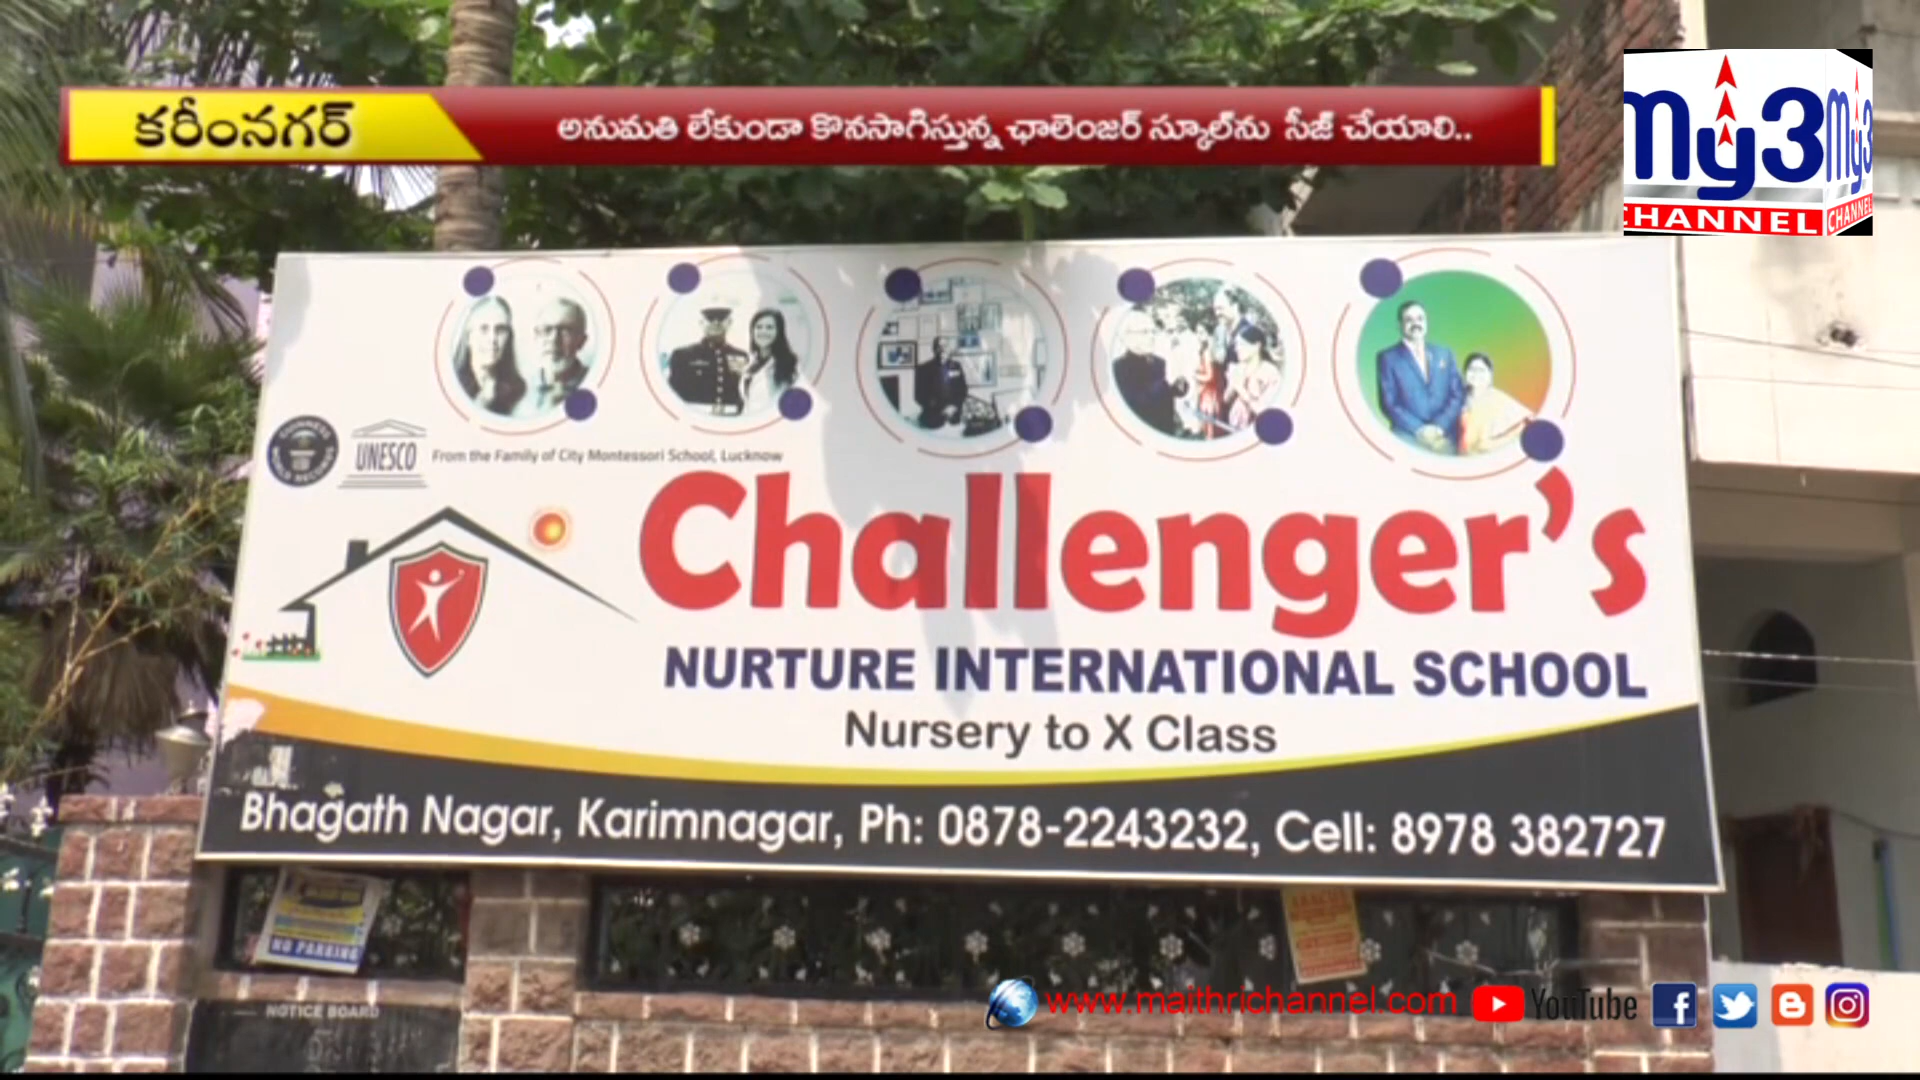 కరీంనగర్
అనుమతి లేకుండా కొనసాగిస్తున్న ఛాలెంజర్ స్కూల్‌ను సీజ్ చేయాలి..
my3 my3
CHANNEL CHANNEL
UNESCO
From the Family of City Montessori School, Lucknow
Challenger's
NURTURE INTERNATIONAL SCHOOL
Nursery to X Class
Bhagath Nagar, Karimnagar, Ph: 0878-2243232, Cell: 8978 382727
NO PARKING
NOTICE BOARD
www.maithrichannel.com YouTube